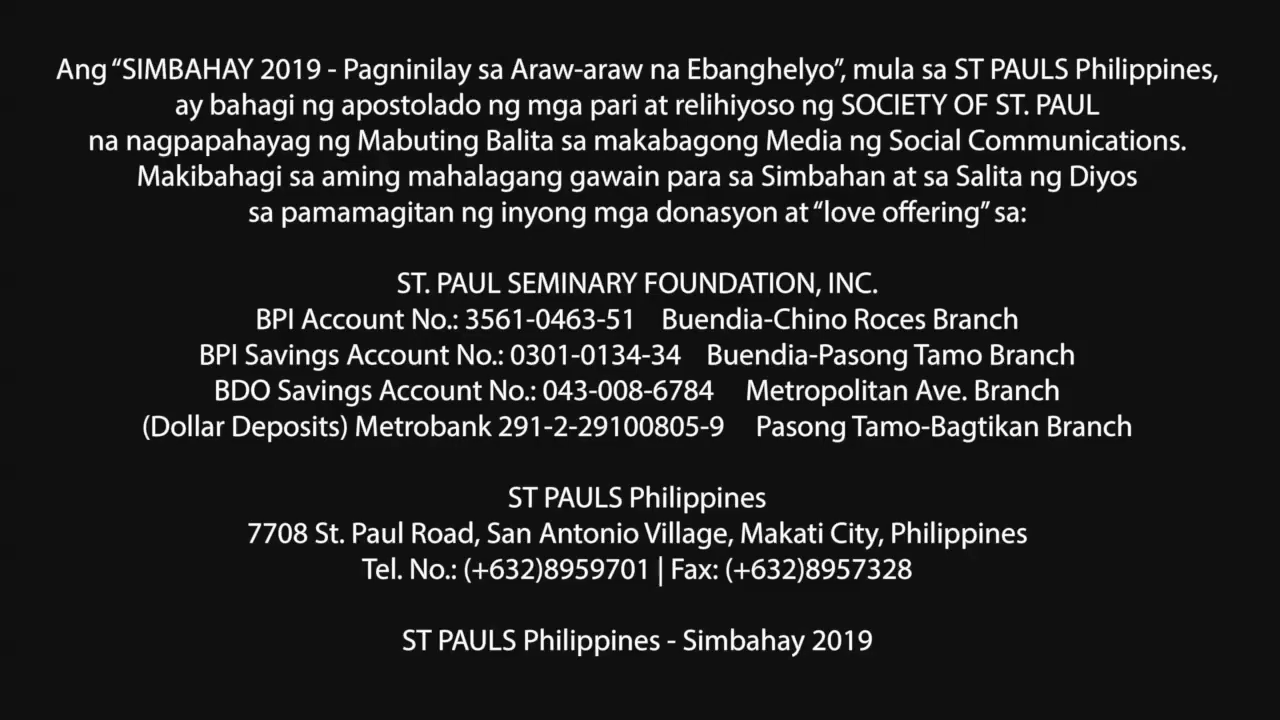 Ang “SIMBAHAY 2019 - Pagninilay sa Araw-araw na Ebanghelyo”, mula sa ST PAULS Philippines,
ay bahagi ng apostolado ng mga pari at relihiyoso ng SOCIETY OF ST. PAUL
na nagpapahayag ng Mabuting Balita sa makabagong Media ng Social Communications.
Makibahagi sa aming mahalagang gawain para sa Simbahan at sa Salita ng Diyos
sa pamamagitan ng inyong mga donasyon at “love offering” sa:
ST. PAUL SEMINARY FOUNDATION, INC.
BPI Account No.: 3561-0463-51 Buendia-Chino Roces Branch
BPI Savings Account No.: 0301-0134-34 Buendia-Pasong Tamo Branch
BDO Savings Account No.: 043-008-6784 Metropolitan Ave. Branch
(Dollar Deposits) Metrobank 291-2-29100805-9 Pasong Tamo-Bagtikan Branch
ST PAULS Philippines
7708 St. Paul Road, San Antonio Village, Makati City, Philippines
Tel. No.: (+632)8959701 | Fax: (+632)8957328
ST PAULS Philippines - Simbahay 2019